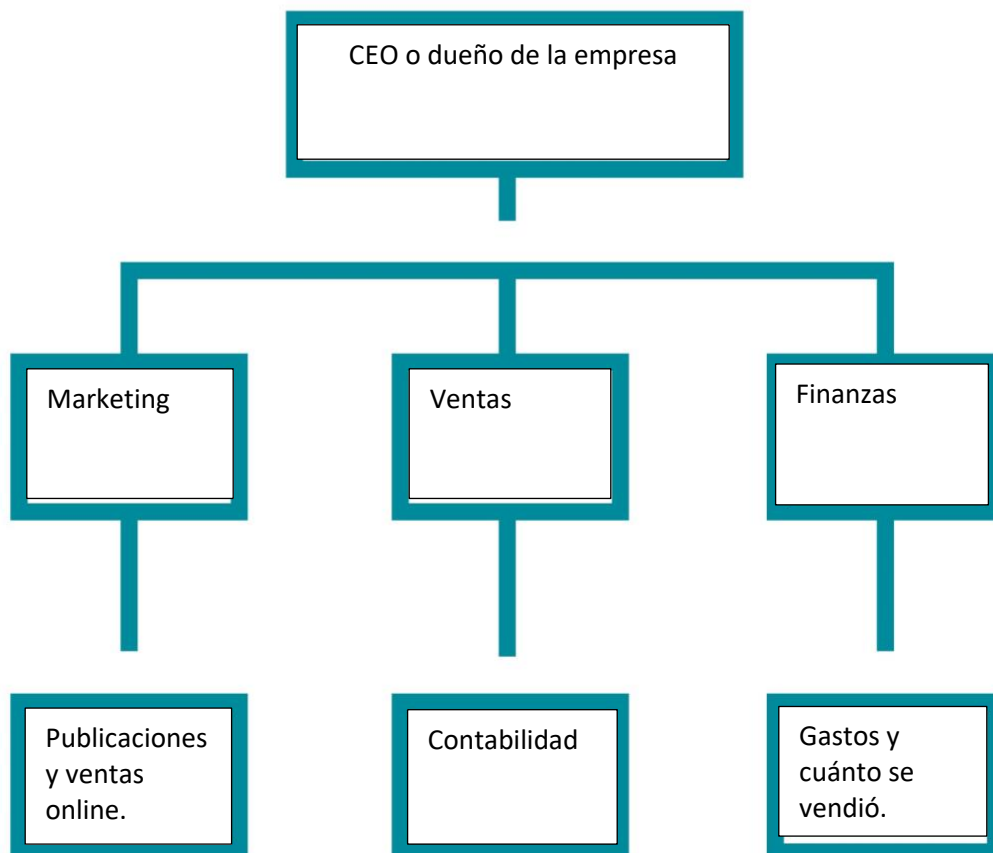 CEO o dueño de la empresa
Marketing
Ventas
Finanzas
Publicaciones
y ventas
online.
Contabilidad
Gastos y
cuánto se
vendió.